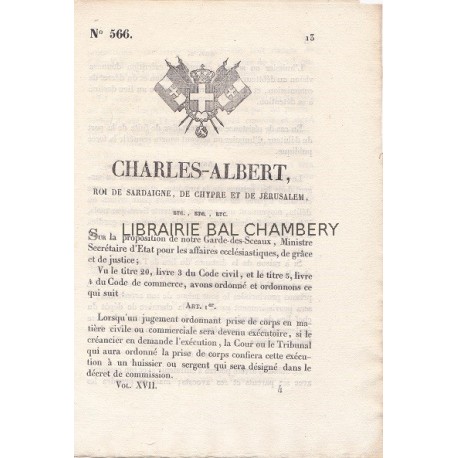 N° 566.
13
CHARLES-ALBERT,
ROI DE SARDAIGNE, DE CHYPRE ET DE JÉRUSALEM,
ETC., ETC., ETC.
© LIBRAIRIE BAL CHAMBERY
Sur la proposition de notre Garde-des-Sceaux, Ministre
Secrétaire d'Etat pour les affaires ecclésiastiques, de grâce
et de justice;
Vu le titre 20, livre 3 du Code civil, et le titre 5, livre
4 du Code de commerce, avons ordonné et ordonnons ce
qui suit
ART. 1er.
Lorsqu'un jugement ordonnant prise de corps en ma-
tière civile ou commerciale sera devenu exécutoire, si le
créancier en demande l'exécution, la Cour ou le Tribunal
qui aura ordonné la prise de corps confiera cette exécu-
tion à un huissier ou sergent qui sera désigné dans le
décret de commission.
VOL. XVII.